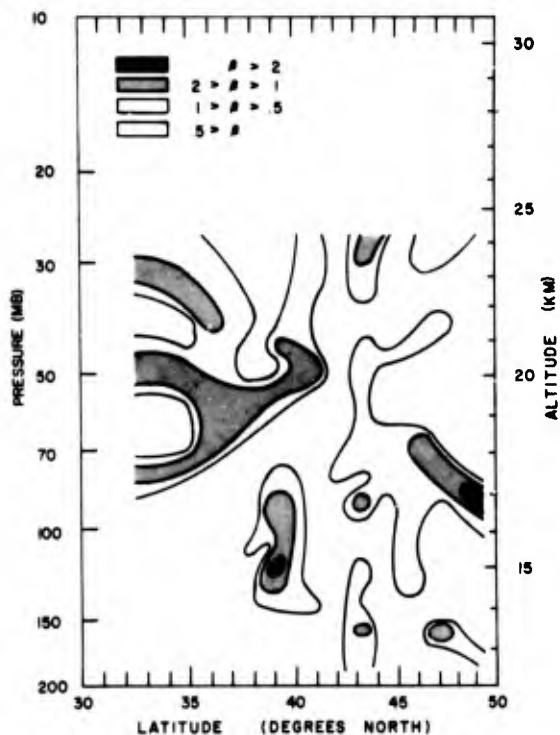 10
20
30
50
70
100
150
200
PRESSURE (MB)
β > 2
2 > β > 1
1 > β > .5
.5 > β
30
25
20
15
ALTITUDE (KM)
30 35 40 45 50
LATITUDE (DEGREES NORTH)